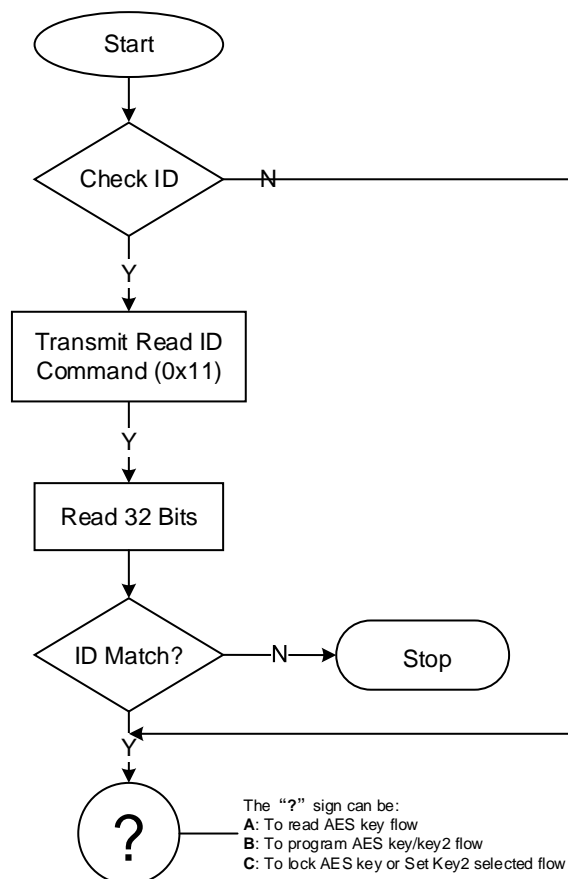 Start
Check ID
N
Y
Transmit Read ID
Command (0x11)
Y
Read 32 Bits
ID Match?
N
Stop
Y
?
The “?” sign can be:
A: To read AES key flow
B: To program AES key/key2 flow
C: To lock AES key or Set Key2 selected flow